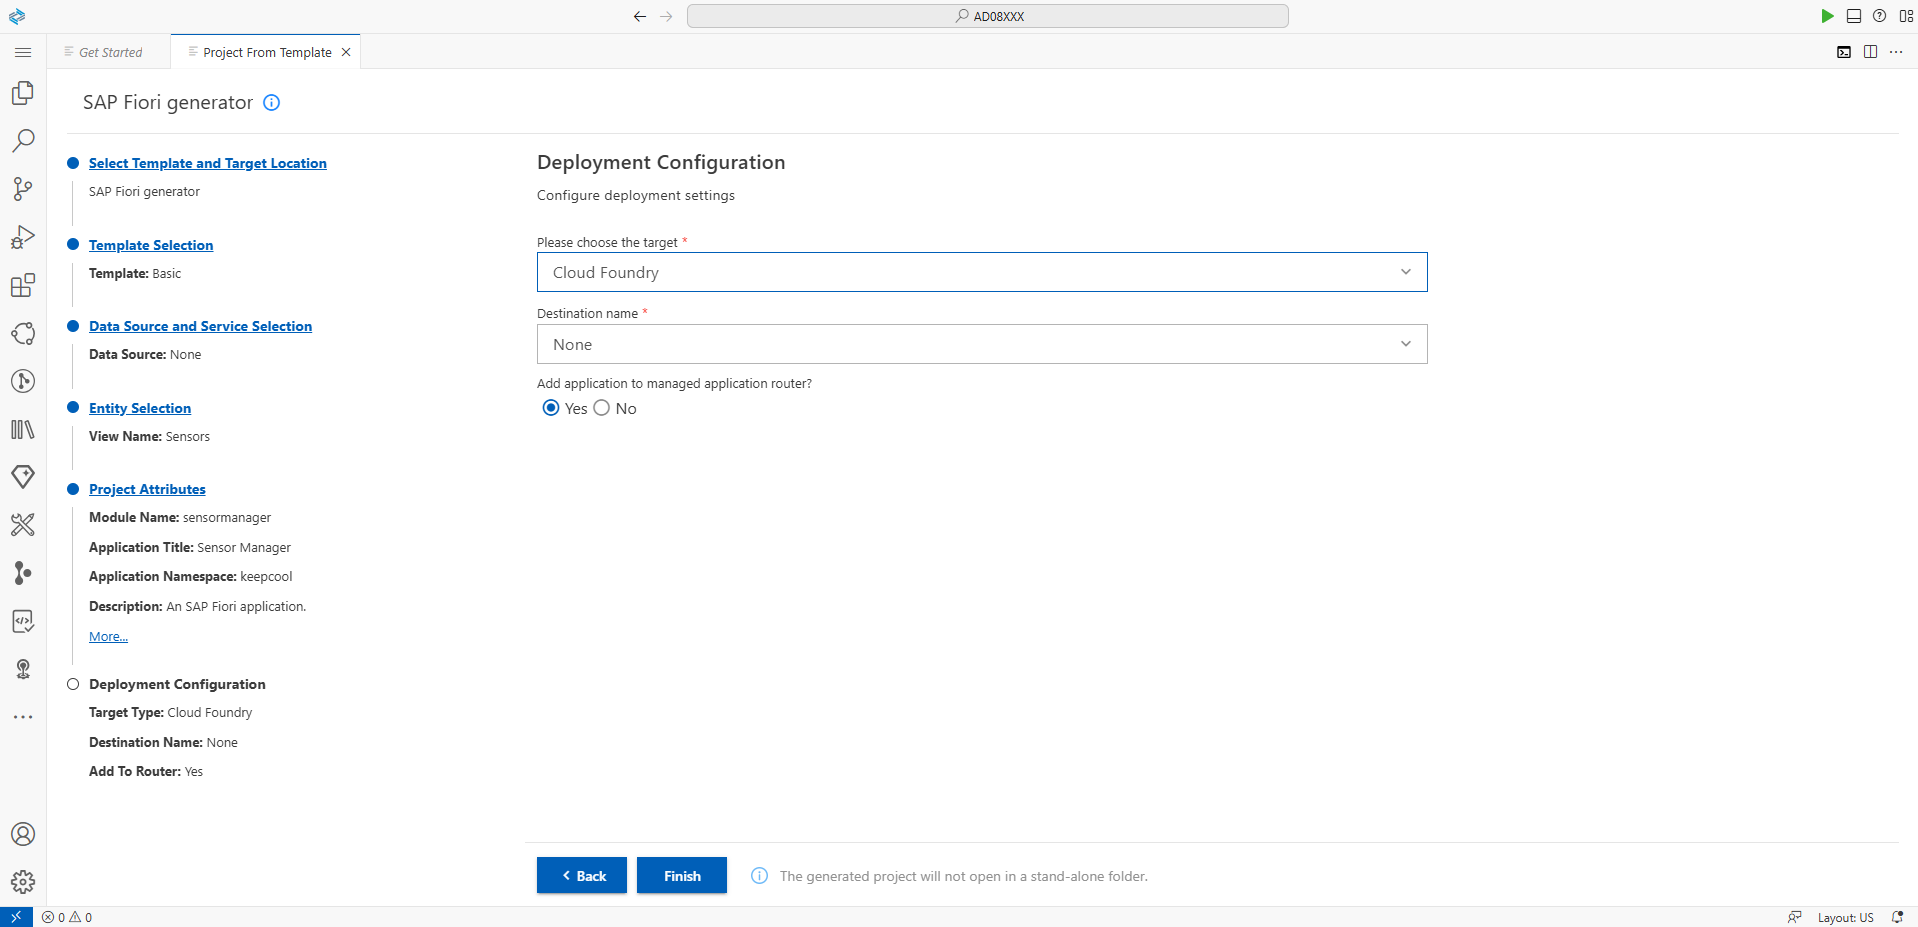 AD08XXX
Get Started
Project From Template
SAP Fiori generator
Select Template and Target Location
SAP Fiori generator
Template Selection
Template: Basic
Data Source and Service Selection
Data Source: None
Entity Selection
View Name: Sensors
Project Attributes
Module Name: sensormanager
Application Title: Sensor Manager
Application Namespace: keepcool
Description: An SAP Fiori application.
More...
Deployment Configuration
Target Type: Cloud Foundry
Destination Name: None
Add To Router: Yes
Deployment Configuration
Configure deployment settings
Please choose the target *
Cloud Foundry
Destination name *
None
Add application to managed application router?
Yes No
Back Finish The generated project will not open in a stand-alone folder.
0 0 Layout: US